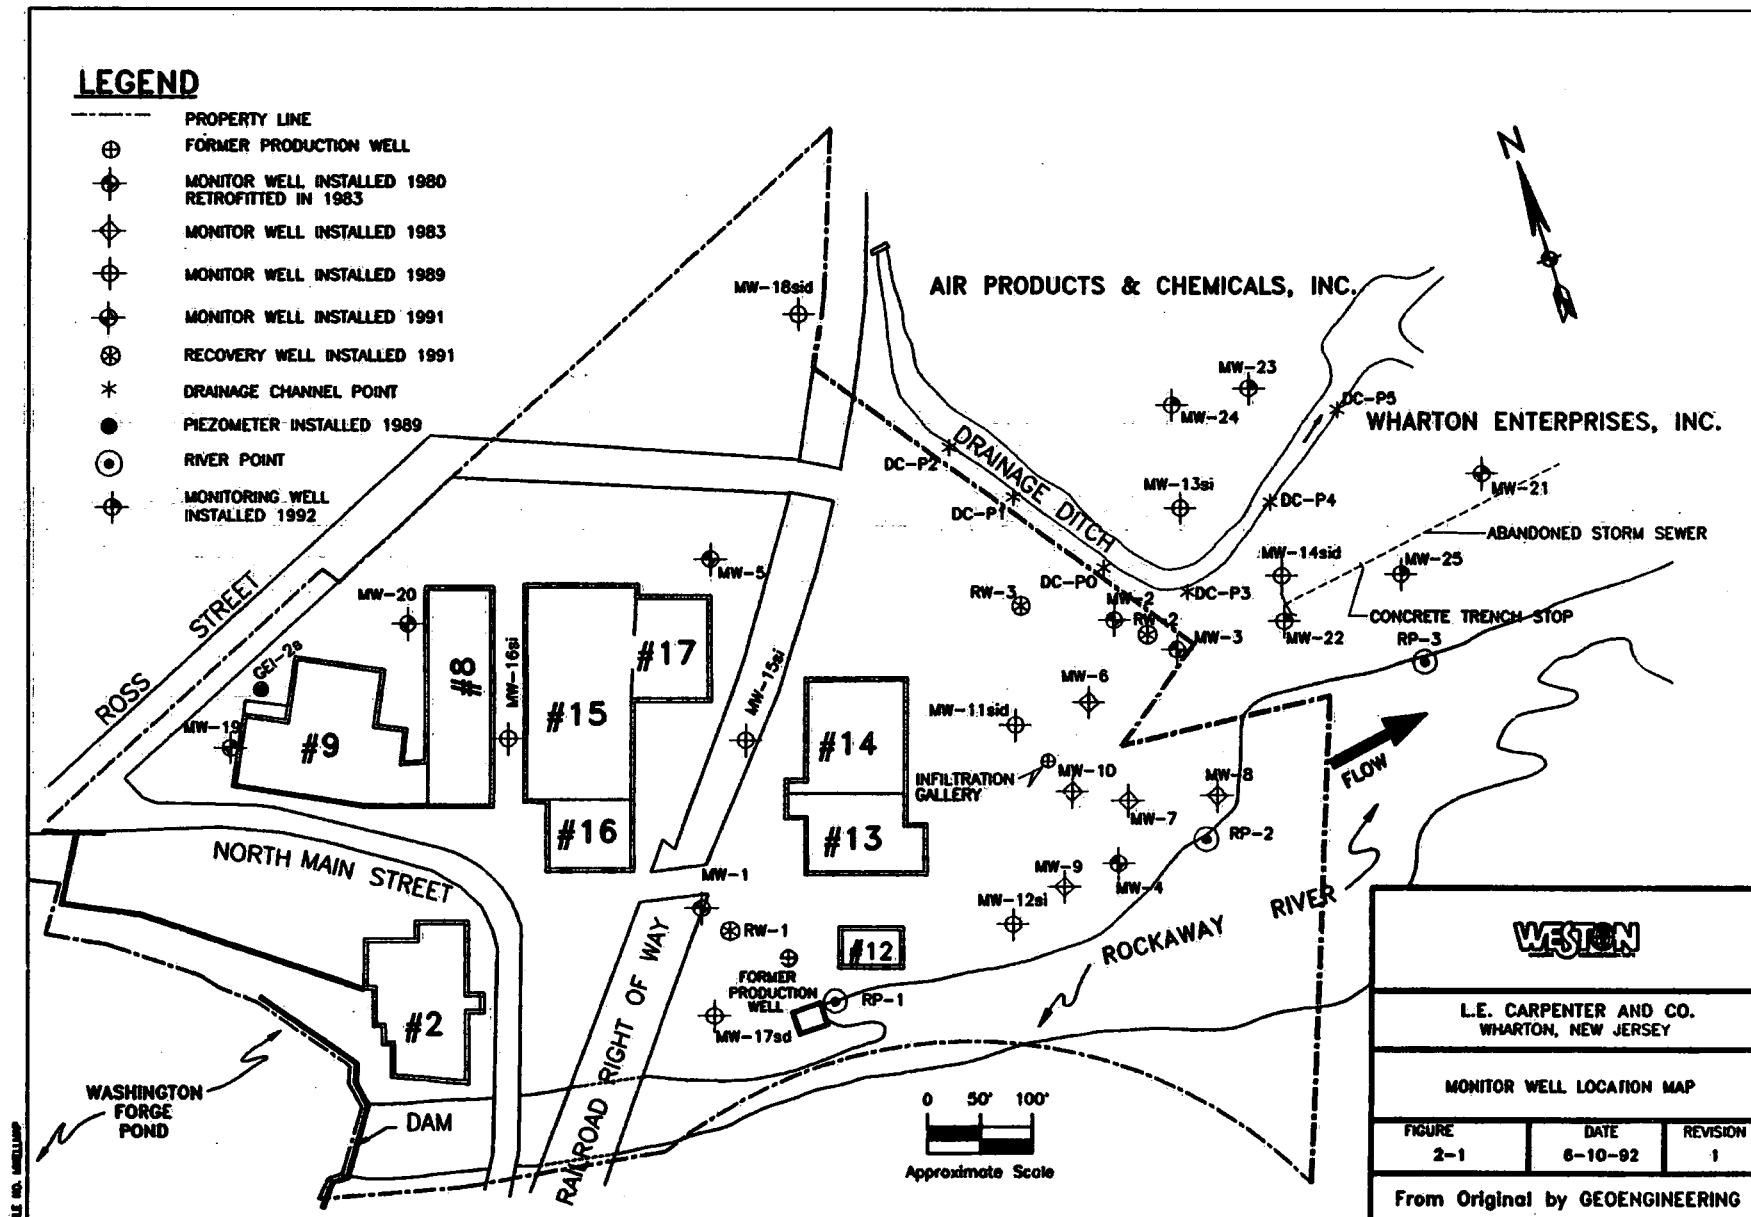 LEGEND
PROPERTY LINE
FORMER PRODUCTION WELL
MONITOR WELL INSTALLED 1980
RETROFITTED IN 1983
MONITOR WELL INSTALLED 1983
MONITOR WELL INSTALLED 1989
MONITOR WELL INSTALLED 1991
RECOVERY WELL INSTALLED 1991
DRAINAGE CHANNEL POINT
PIEZOMETER INSTALLED 1989
RIVER POINT
MONITORING WELL
INSTALLED 1992
N
MW-18sid
AIR PRODUCTS & CHEMICALS, INC.
MW-23
MW-24
DC-P5
WHARTON ENTERPRISES, INC.
DRAINAGE DITCH
DC-P2
DC-P1
MW-13si
DC-P4
MW-21
ABANDONED STORM SEWER
MW-14sid
MW-25
DC-P0
DC-P3
CONCRETE TRENCH STOP
MW-22
RP-3
RW-3
MW-2
RW-2
MW-3
MW-5
MW-20
ROSS STREET
GEI-2s
MW-19
#9
#8
MW-16si
#15
#17
#16
MW-15si
#14
#13
MW-6
MW-11sid
INFILTRATION
GALLERY
MW-10
MW-7
MW-8
FLOW
RP-2
MW-9
MW-4
MW-12si
ROCKAWAY RIVER
NORTH MAIN STREET
MW-1
RW-1
#12
FORMER
PRODUCTION
WELL
RP-1
MW-17sd
#2
RAILROAD RIGHT OF WAY
WASHINGTON
FORGE
POND
DAM
0 50' 100'
Approximate Scale
WESTON
L.E. CARPENTER AND CO.
WHARTON, NEW JERSEY
MONITOR WELL LOCATION MAP
FIGURE
2-1
DATE
6-10-92
REVISION
1
From Original by GEOENGINEERING